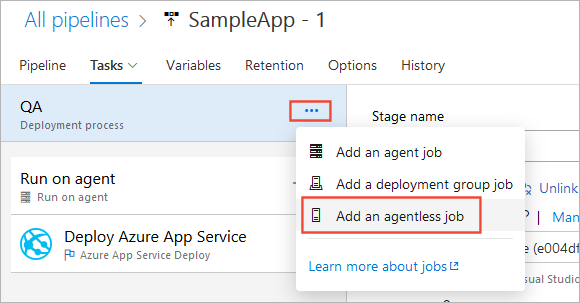 All pipelines > SampleApp - 1
Pipeline Tasks Variables Retention Options History
QA
Deployment process
...
Stage name
Add an agent job
Add a deployment group job
Add an agentless job
Learn more about jobs
Run on agent
Run on agent
Deploy Azure App Service
Azure App Service Deploy
Unlink
P | Man
e (e004df
sual Studio